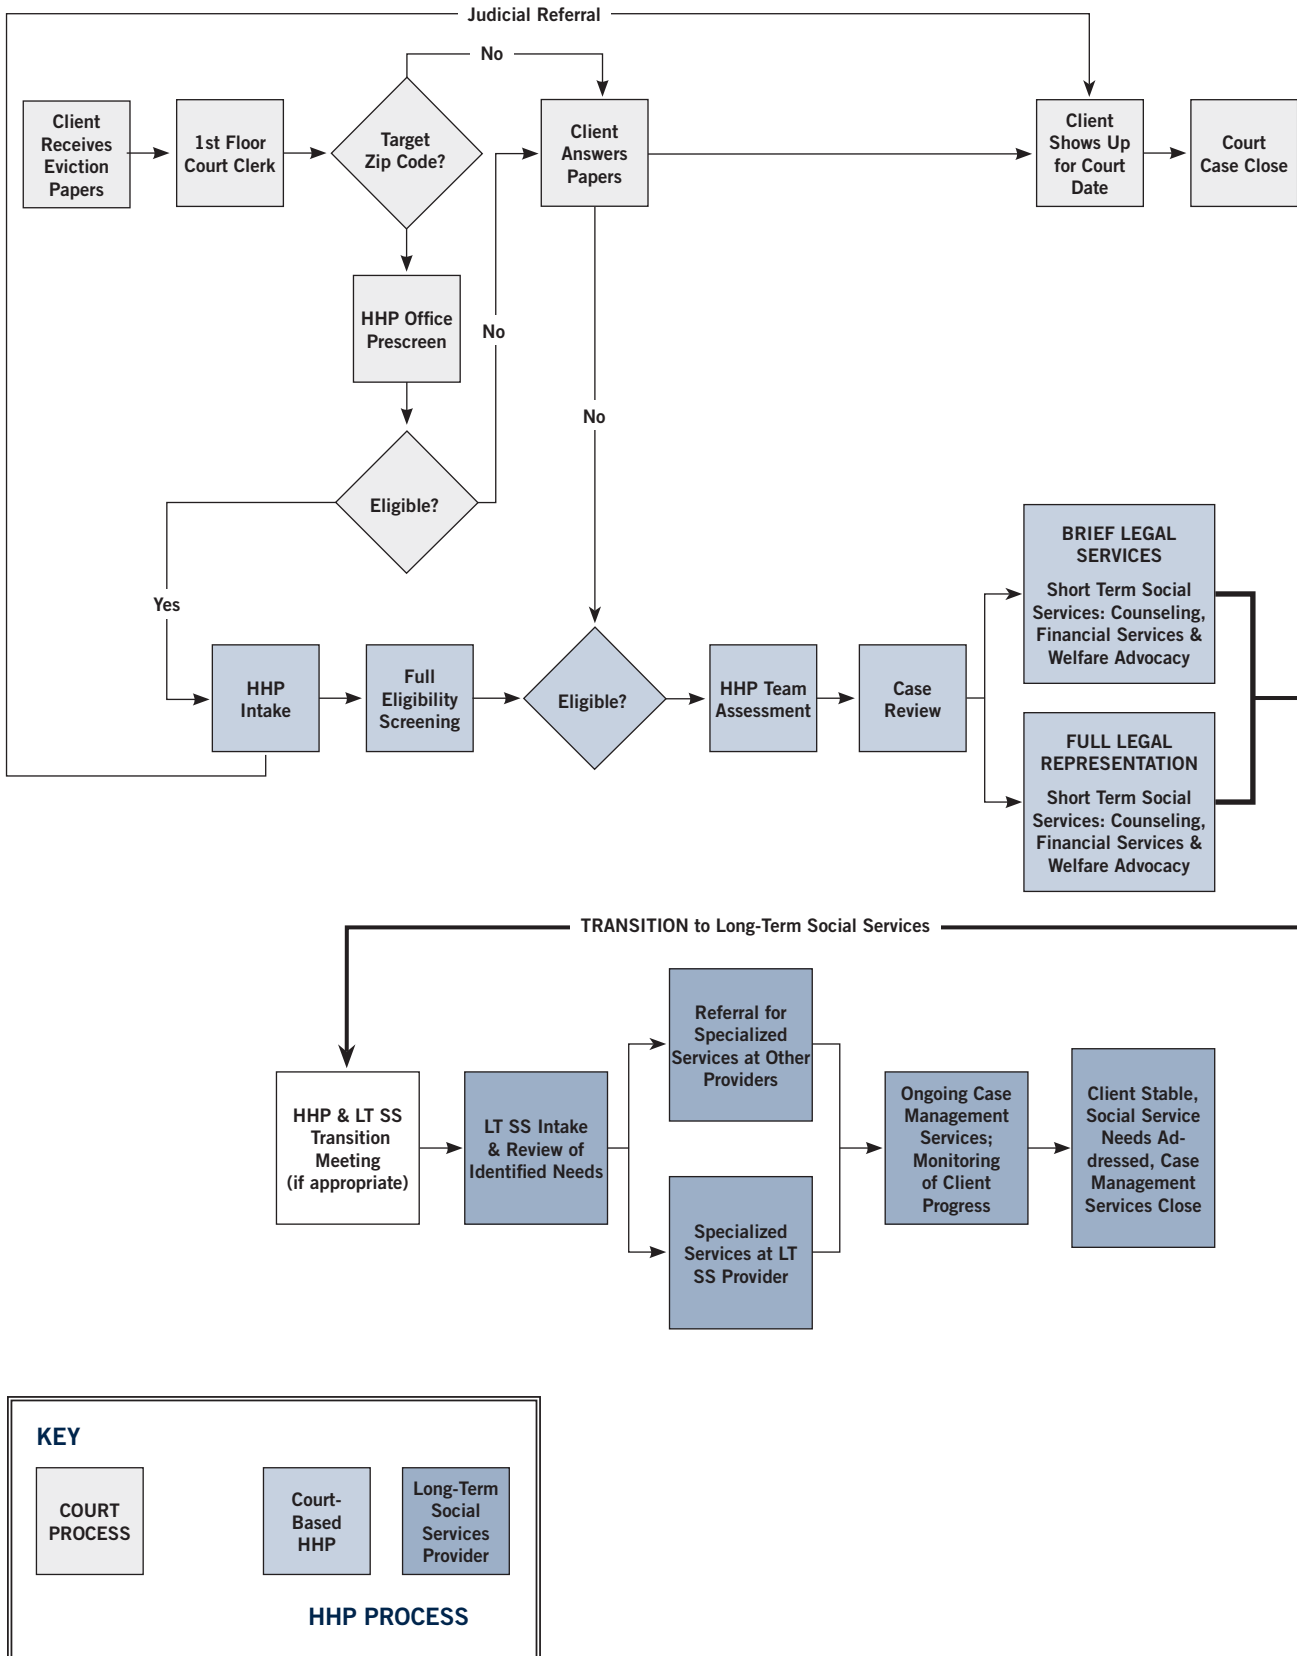 Judicial Referral
No
Client
Receives
Eviction
Papers
1st Floor
Court Clerk
Target
Zip Code?
Client
Answers
Papers
Client
Shows Up
for Court
Date
Court
Case Close
HHP Office
Prescreen
No
No
Eligible?
Yes
HHP
Intake
Full
Eligibility
Screening
Eligible?
HHP Team
Assessment
Case
Review
BRIEF LEGAL
SERVICES
Short Term Social
Services: Counseling,
Financial Services &
Welfare Advocacy
FULL LEGAL
REPRESENTATION
Short Term Social
Services: Counseling,
Financial Services &
Welfare Advocacy
TRANSITION to Long-Term Social Services
HHP & LT SS
Transition
Meeting
(if appropriate)
LT SS Intake
& Review of
Identified Needs
Referral for
Specialized
Services at Other
Providers
Specialized
Services at LT
SS Provider
Ongoing Case
Management
Services;
Monitoring
of Client
Progress
Client Stable,
Social Service
Needs Ad-
dressed, Case
Management
Services Close
KEY
COURT
PROCESS
Court-
Based
HHP
Long-Term
Social
Services
Provider
HHP PROCESS